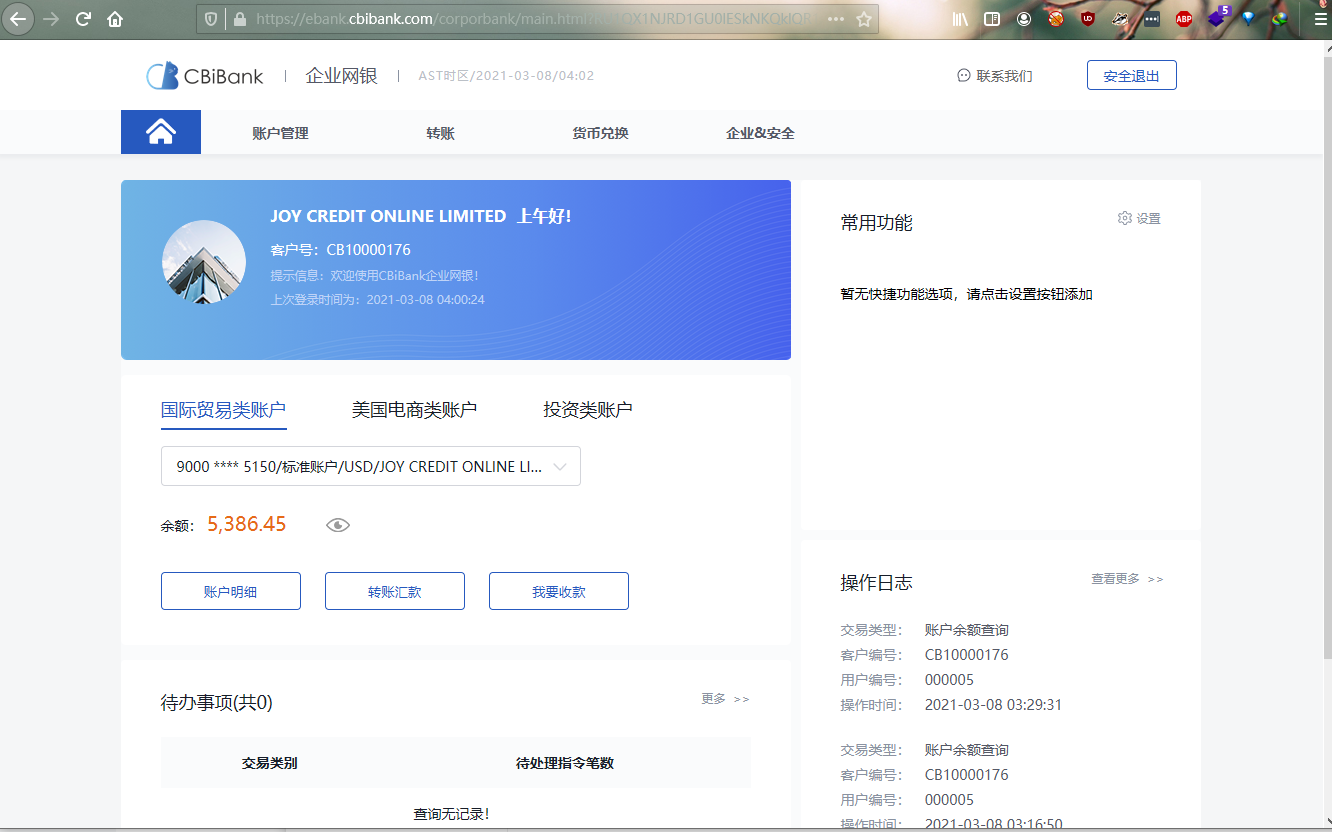 https://ebank.cbibank.com/corporbank/main.html
ABP
5
CBiBank
企业网银
AST时区/2021-03-08/04:02
联系我们
安全退出
账户管理
转账
货币兑换
企业&安全
JOY CREDIT ONLINE LIMITED 上午好!
客户号：CB10000176
提示信息：欢迎使用CBiBank企业网银!
上次登录时间为：2021-03-08 04:00:24
国际贸易类账户
美国电商类账户
投资类账户
9000 **** 5150/标准账户/USD/JOY CREDIT ONLINE LI...
余额： 5,386.45
账户明细
转账汇款
我要收款
待办事项(共0)
更多 >>
交易类别
待处理指令笔数
查询无记录!
常用功能
设置
暂无快捷功能选项，请点击设置按钮添加
操作日志
查看更多 >>
交易类型： 账户余额查询
客户编号： CB10000176
用户编号： 000005
操作时间： 2021-03-08 03:29:31
交易类型： 账户余额查询
客户编号： CB10000176
用户编号： 000005
操作时间： 2021-03-08 03:16:50